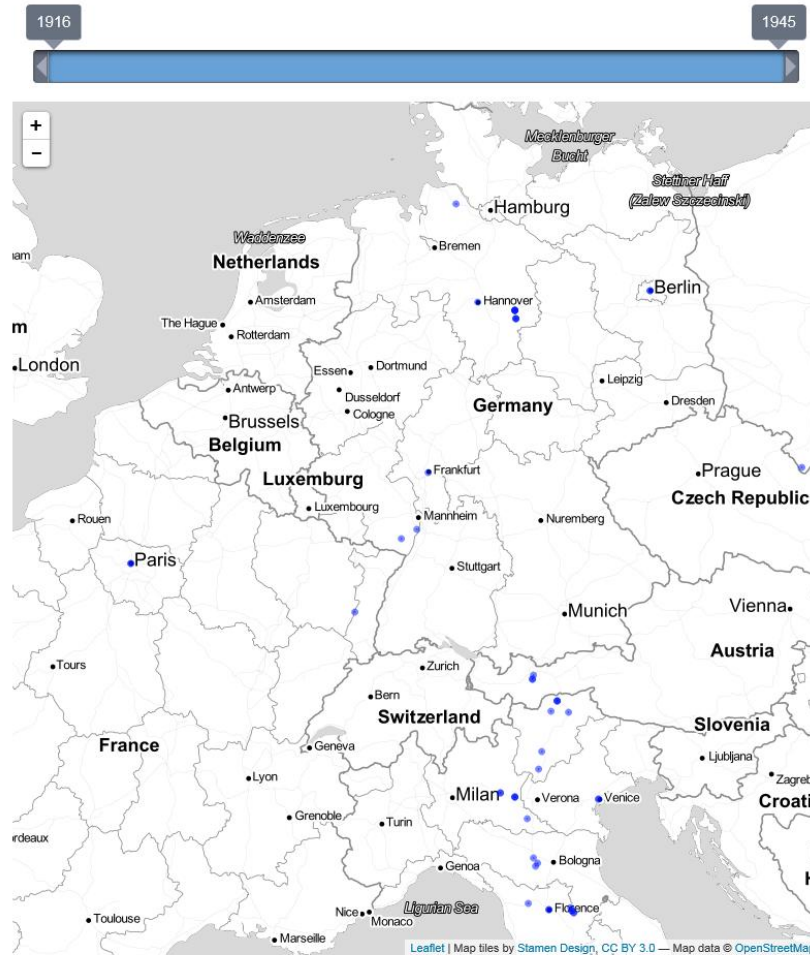 1916
1945
+
−
Mecklenburger
Bucht
Stettiner Haff
(Zalew Szczecinski)
Hamburg
Waddenzee
Bremen
Netherlands
am
Berlin
Hannover
Amsterdam
The Hague
Rotterdam
m
London
Essen
Dortmund
Leipzig
Antwerp
Dusseldorf
Dresden
Cologne
Germany
Brussels
Belgium
Frankfurt
Prague
Luxemburg
Czech Republic
Luxembourg
Mannheim
Rouen
Nuremberg
Paris
Stuttgart
Munich
Vienna
Austria
Tours
Zurich
Bern
Switzerland
Slovenia
France
Geneva
Ljubljana
Lyon
Zagreb
Milan
Verona
Venice
Croati
Grenoble
Turin
ordeaux
Bologna
Genoa
H
Nice
Ligurian Sea
Florence
Toulouse
Monaco
Marseille
Leaflet | Map tiles by Stamen Design, CC BY 3.0 — Map data © OpenStreetMap